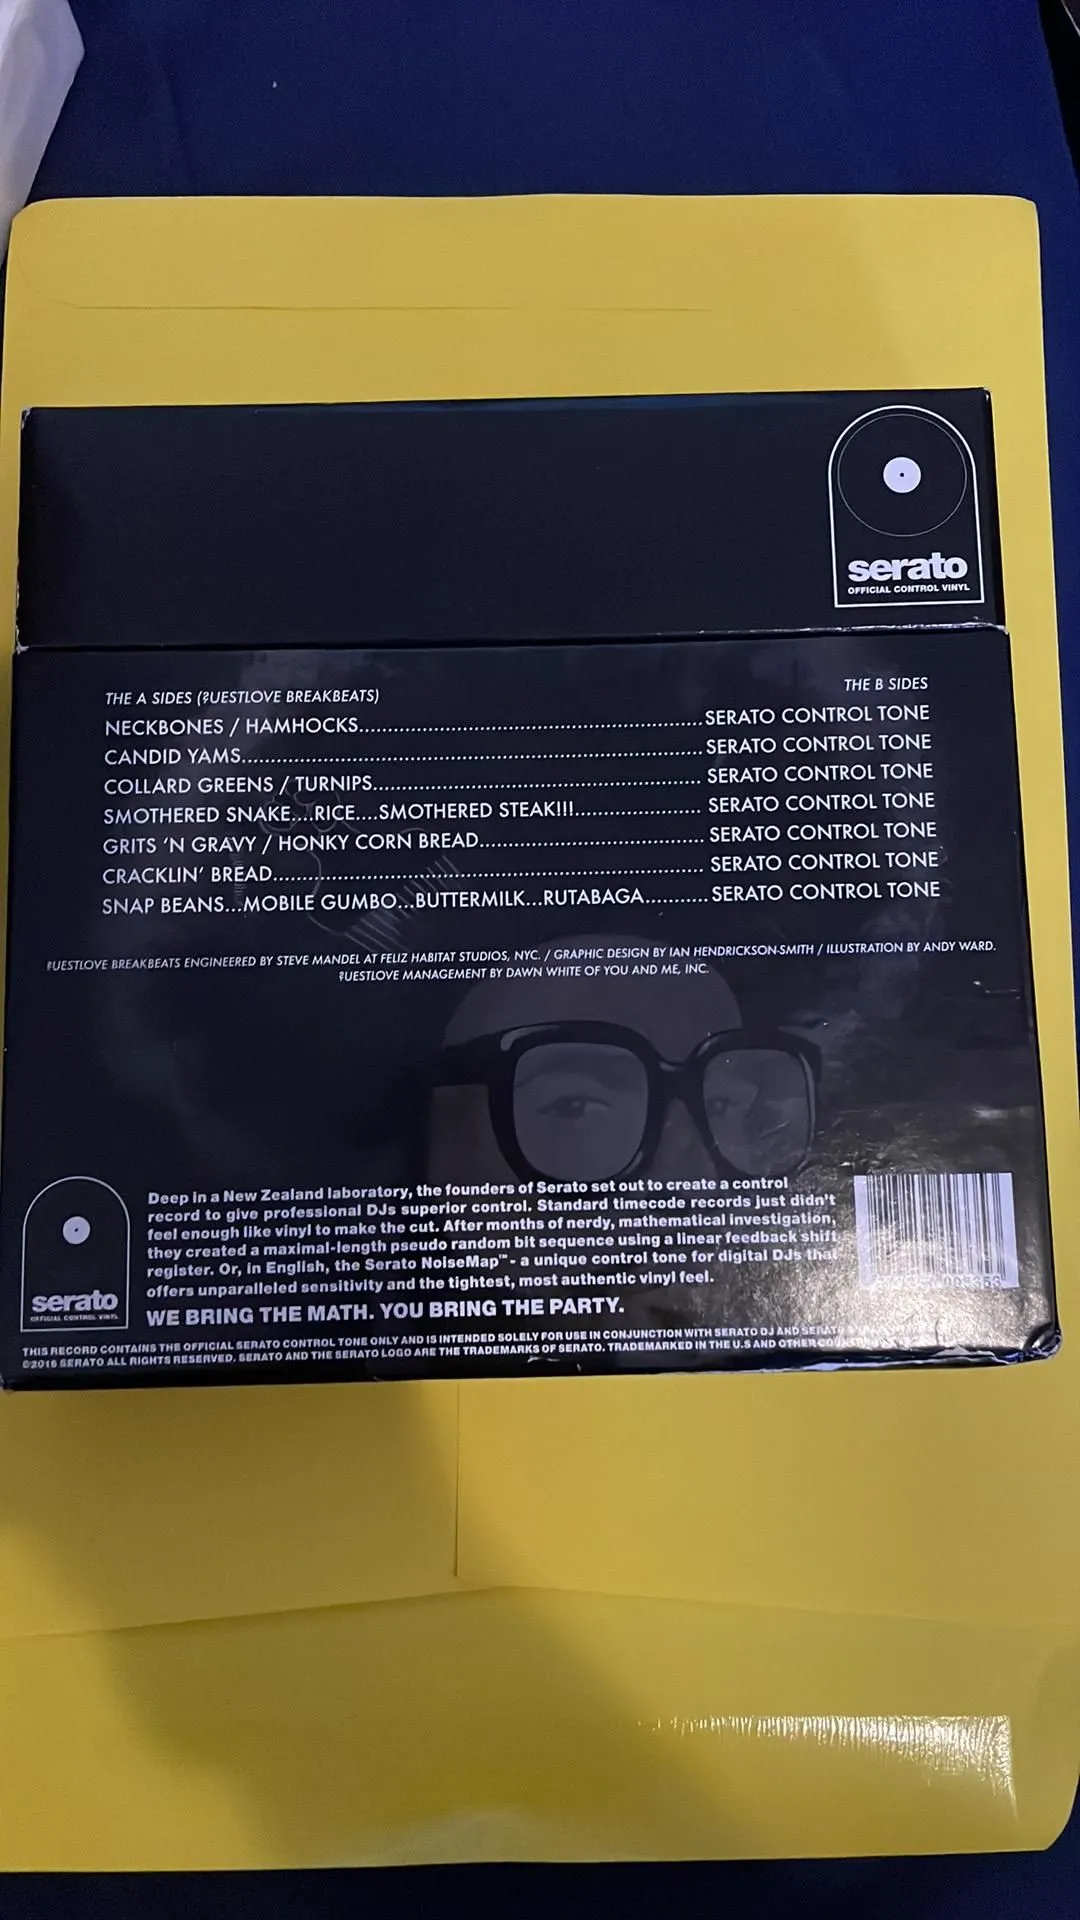 serato
OFFICIAL CONTROL VINYL
THE A SIDES (?UESTLOVE BREAKBEATS) THE B SIDES
NECKBONES / HAMHOCKS.......................................................... SERATO CONTROL TONE
CANDID YAMS.......................................................................... SERATO CONTROL TONE
COLLARD GREENS / TURNIPS....................................................... SERATO CONTROL TONE
SMOTHERED SNAKE....RICE....SMOTHERED STEAK!!!..................... SERATO CONTROL TONE
GRITS 'N GRAVY / HONKY CORN BREAD..................................... SERATO CONTROL TONE
CRACKLIN' BREAD.................................................................... SERATO CONTROL TONE
SNAP BEANS...MOBILE GUMBO...BUTTERMILK...RUTABAGA........... SERATO CONTROL TONE
?UESTLOVE BREAKBEATS ENGINEERED BY STEVE MANDEL AT FELIZ HABITAT STUDIOS, NYC. / GRAPHIC DESIGN BY IAN HENDRICKSON-SMITH / ILLUSTRATION BY ANDY WARD.
?UESTLOVE MANAGEMENT BY DAWN WHITE OF YOU AND ME, INC.
Deep in a New Zealand laboratory, the founders of Serato set out to create a control
record to give professional DJs superior control. Standard timecode records just didn't
feel enough like vinyl to make the cut. After months of nerdy, mathematical investigation,
they created a maximal-length pseudo random bit sequence using a linear feedback shift
register. Or, in English, the Serato NoiseMap™ - a unique control tone for digital DJs that
offers unparalleled sensitivity and the tightest, most authentic vinyl feel.
WE BRING THE MATH. YOU BRING THE PARTY.
serato
OFFICIAL CONTROL VINYL
THIS RECORD CONTAINS THE OFFICIAL SERATO CONTROL TONE ONLY AND IS INTENDED SOLELY FOR USE IN CONJUNCTION WITH SERATO DJ AND
©2016 SERATO ALL RIGHTS RESERVED. SERATO AND THE SERATO LOGO ARE THE TRADEMARKS OF SERATO. TRADEMARKED IN THE U.S AND OTHER